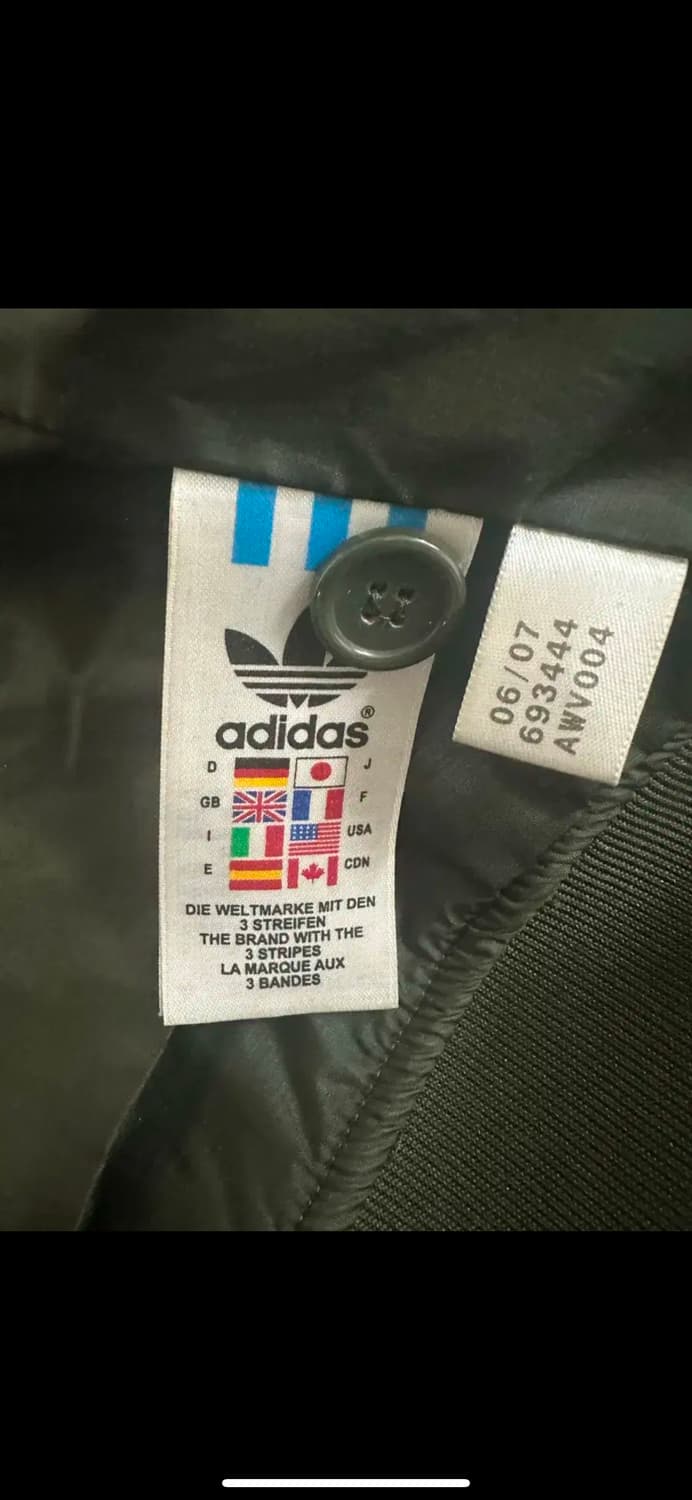 adidas®
D J
GB F
I USA
E CDN
DIE WELTMARKE MIT DEN
3 STREIFEN
THE BRAND WITH THE
3 STRIPES
LA MARQUE AUX
3 BANDES
06/07
693444
AWV004